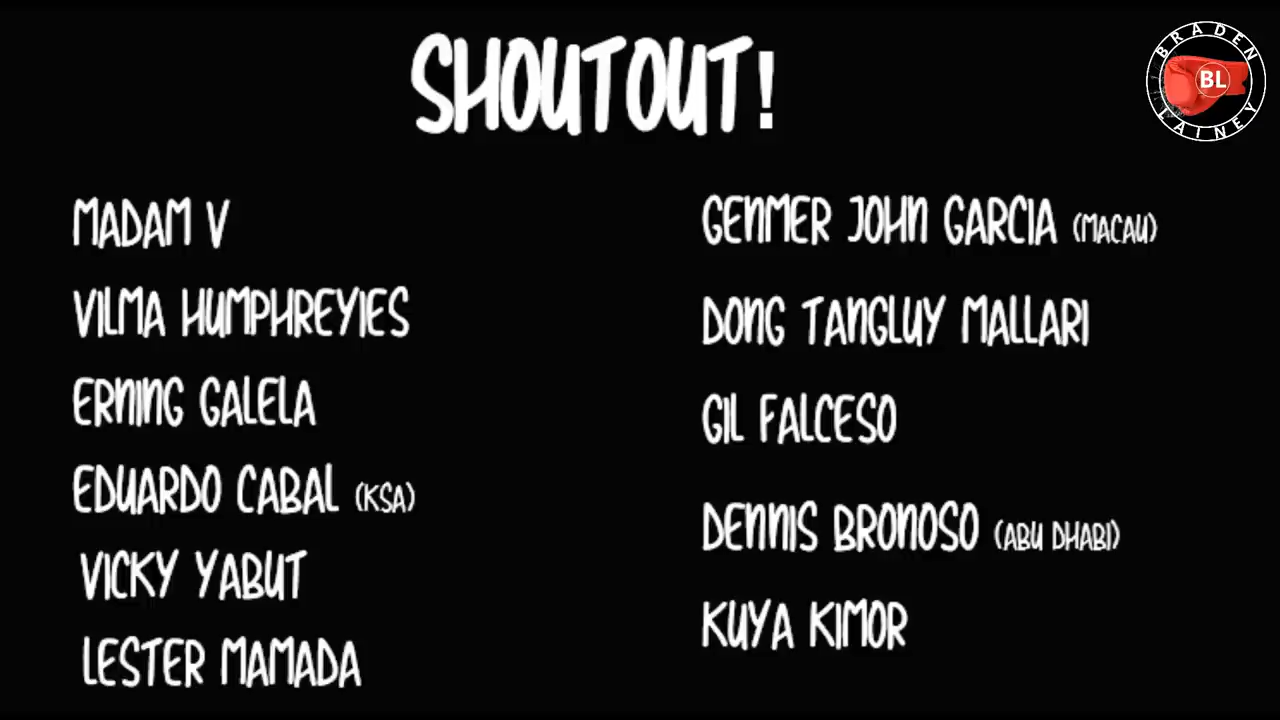 SHOUTOUT!
BRADEN
BL
LAINEY
MADAM V
VILMA HUMPHREYIES
ERNING GALELA
EDUARDO CABAL (KSA)
VICKY YABUT
LESTER MAMADA
GENMER JOHN GARCIA (MACAU)
DONG TANGLUY MALLARI
GIL FALCESO
DENNIS BRONOSO (ABU DHABI)
KUYA KIMOR